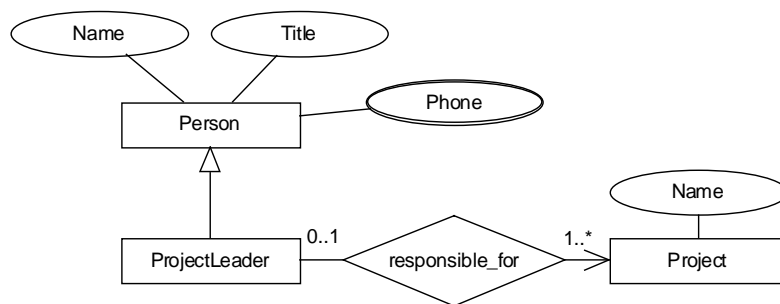 Name
Title
Phone
Person
Name
0..1
1..*
ProjectLeader
responsible_for
Project